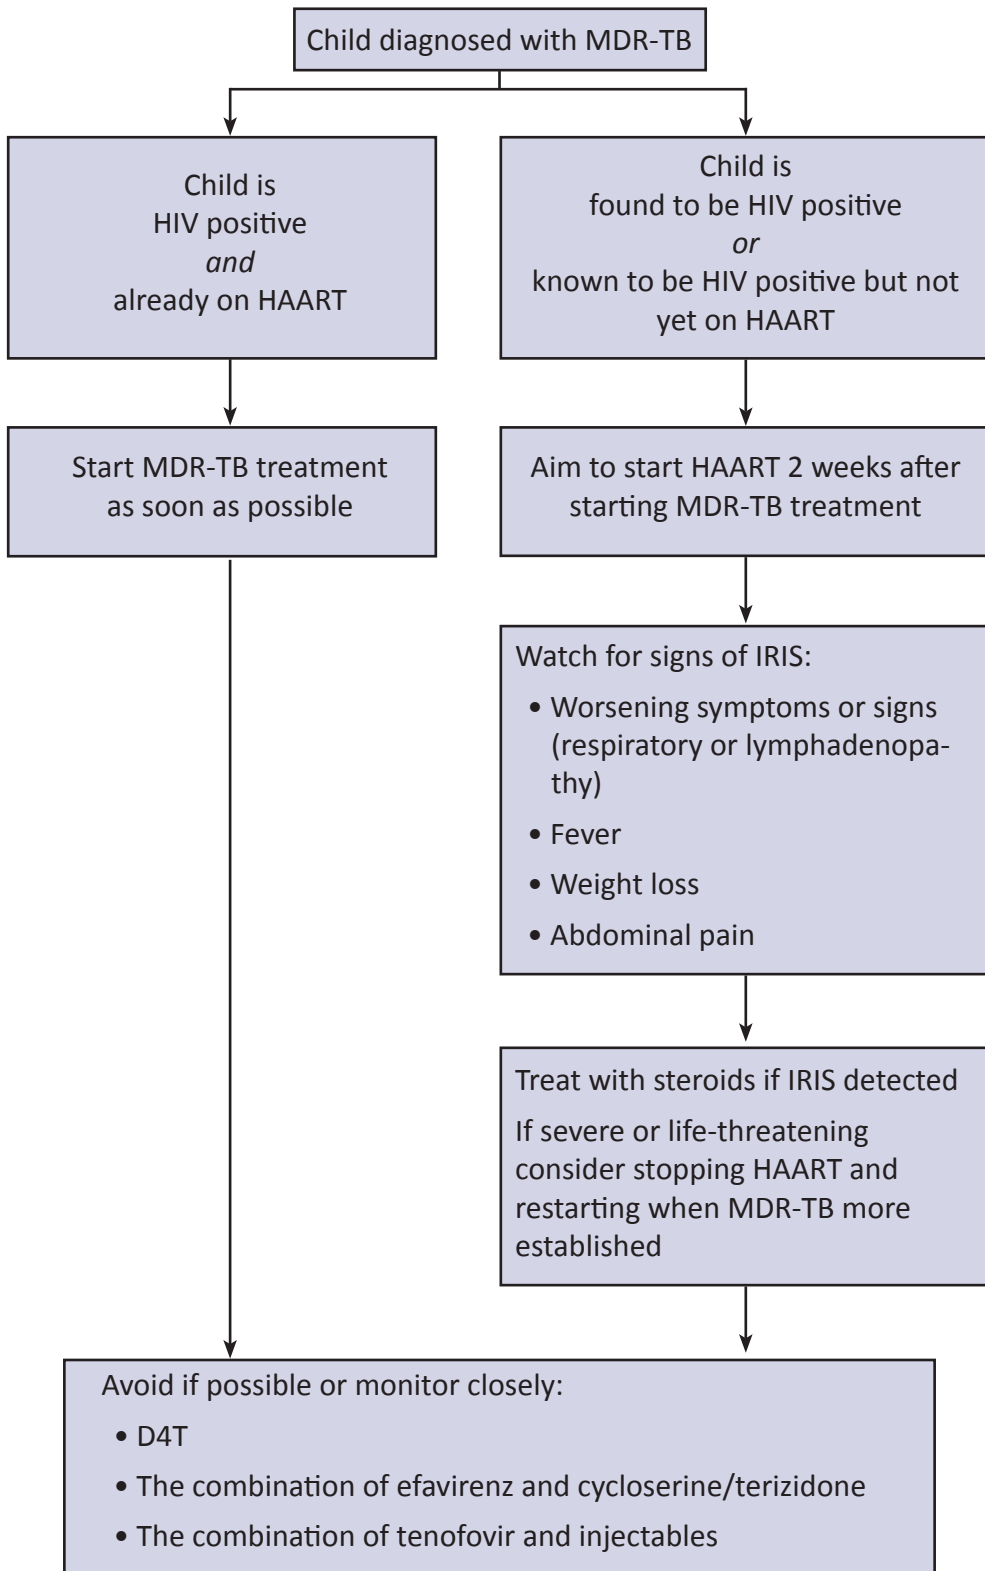 Child diagnosed with MDR-TB
Child is
HIV positive
and
already on HAART
Child is
found to be HIV positive
or
known to be HIV positive but not
yet on HAART
Start MDR-TB treatment
as soon as possible
Aim to start HAART 2 weeks after
starting MDR-TB treatment
Watch for signs of IRIS:
• Worsening symptoms or signs
(respiratory or lymphadenopa-
thy)
• Fever
• Weight loss
• Abdominal pain
Treat with steroids if IRIS detected
If severe or life-threatening
consider stopping HAART and
restarting when MDR-TB more
established
Avoid if possible or monitor closely:
• D4T
• The combination of efavirenz and cycloserine/terizidone
• The combination of tenofovir and injectables